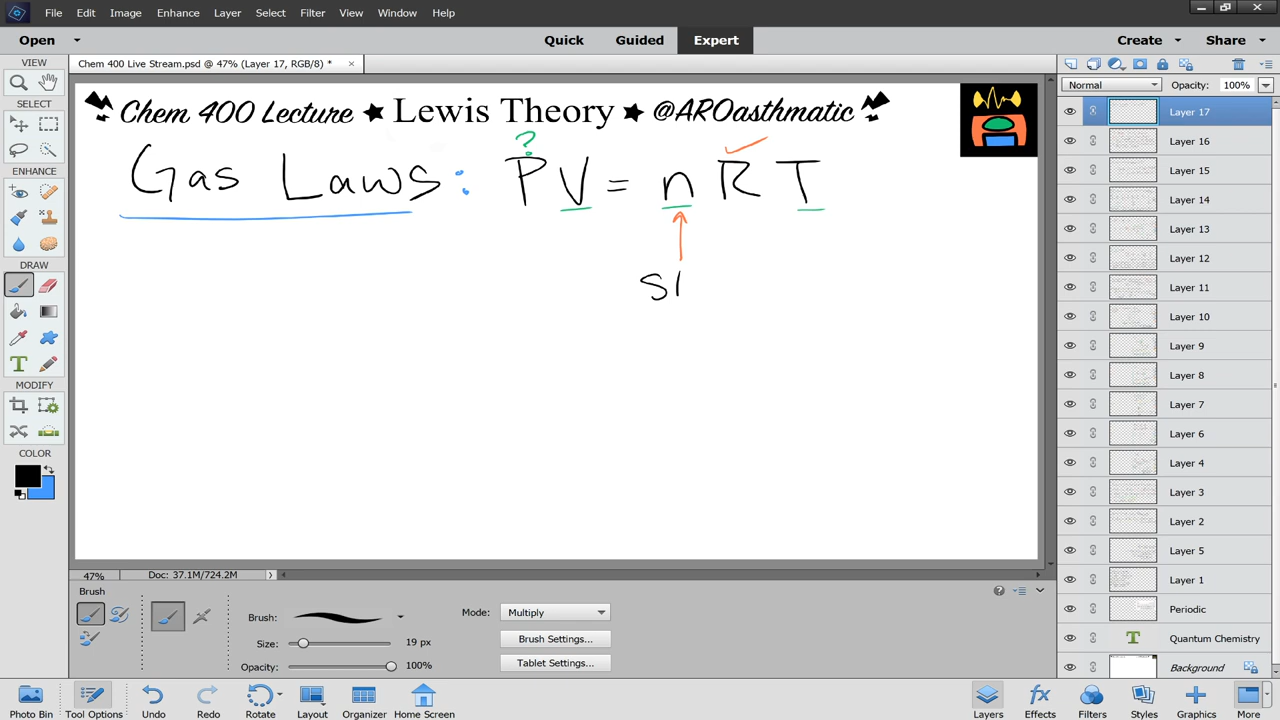 File Edit Image Enhance Layer Select Filter View Window Help
Open Quick Guided Expert Create Share
VIEW
Chem 400 Live Stream.psd @ 47% (Layer 17, RGB/8) * ×
Normal Opacity: 100%
Chem 400 Lecture ★ Lewis Theory ★ @AROasthmatic
?
Gas Laws: PV = nRT
SELECT
ENHANCE
DRAW
MODIFY
COLOR
Layer 17
Layer 16
Layer 15
Layer 14
Layer 13
Layer 12
Layer 11
Layer 10
Layer 9
Layer 8
Layer 7
Layer 6
Layer 4
Layer 3
Layer 2
Layer 5
Layer 1
Periodic
T Quantum Chemistry
Background
47% Doc: 37.1M/724.2M
Brush
Brush: Mode: Multiply
Size: 19 px Brush Settings...
Opacity: 100% Tablet Settings...
Photo Bin Tool Options Undo Redo Rotate Layout Organizer Home Screen Layers Effects Filters Styles Graphics More